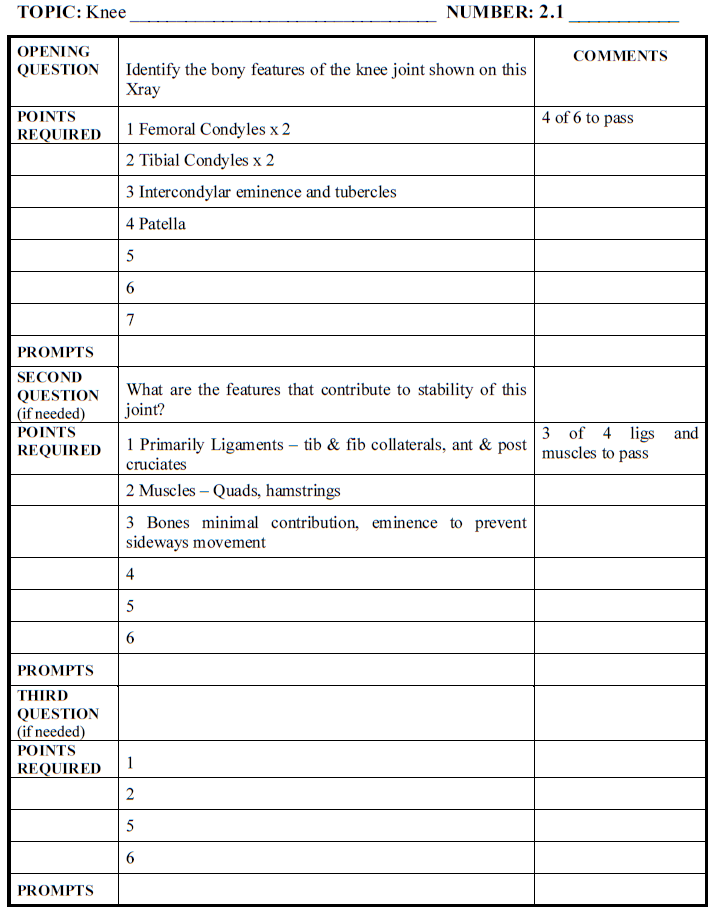 TOPIC: Knee ________________________________ NUMBER: 2.1 ____________
OPENING
QUESTION
Identify the bony features of the knee joint shown on this
Xray
COMMENTS
POINTS
REQUIRED
1 Femoral Condyles x 2
4 of 6 to pass
2 Tibial Condyles x 2
3 Intercondylar eminence and tubercles
4 Patella
5
6
7
PROMPTS
SECOND
QUESTION
(if needed)
What are the features that contribute to stability of this
joint?
POINTS
REQUIRED
1 Primarily Ligaments – tib & fib collaterals, ant & post
cruciates
3 of 4 ligs and
muscles to pass
2 Muscles – Quads, hamstrings
3 Bones minimal contribution, eminence to prevent
sideways movement
4
5
6
PROMPTS
THIRD
QUESTION
(if needed)
POINTS
REQUIRED
1
2
5
6
PROMPTS